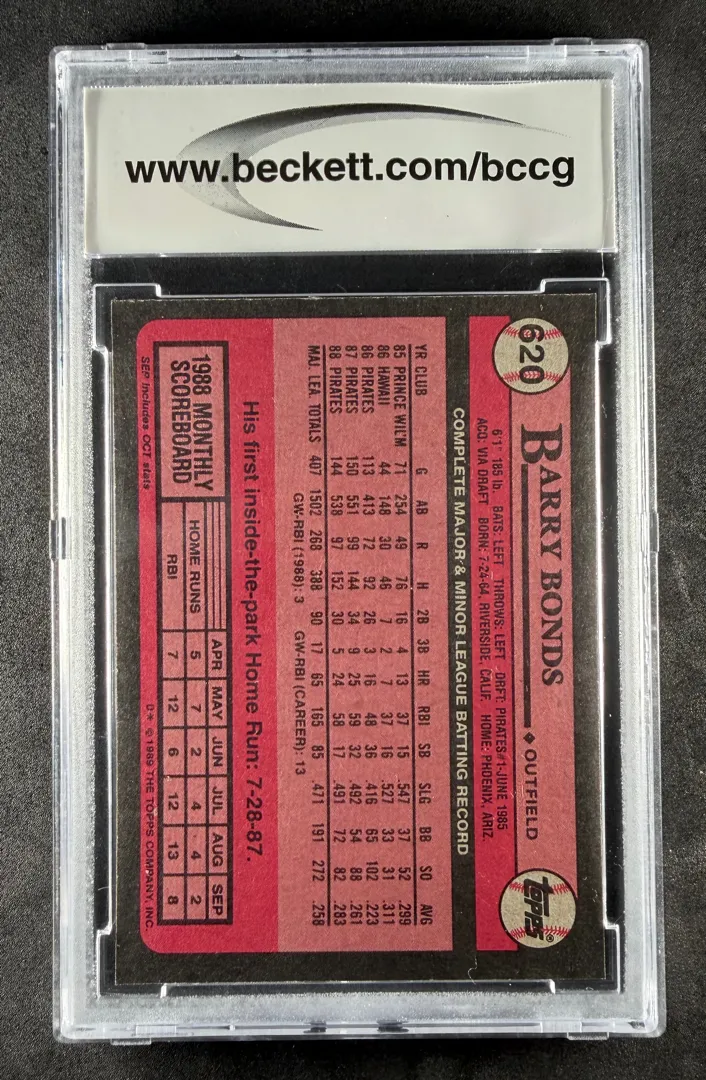 www.beckett.com/bccg
620
BARRY BONDS ◆ OUTFIELD
Topps®
6'1" 185 lb. BATS: LEFT THROWS: LEFT DRFT: PIRATES #1-JUNE 1985
ACQ: VIA DRAFT BORN: 7-24-64, RIVERSIDE, CALIF. HOME: PHOENIX, ARIZ.
COMPLETE MAJOR & MINOR LEAGUE BATTING RECORD
YR CLUB G AB R H 2B 3B HR RBI SB SLG BB SO AVG
85 PRINCE WIL'M 71 254 49 76 16 4 13 37 15 .547 37 52 .299
86 HAWAII 44 148 30 46 7 2 7 37 16 .527 33 31 .311
86 PIRATES 113 413 72 92 26 3 16 48 36 .416 65 102 .223
87 PIRATES 150 551 99 144 34 9 25 59 32 .492 54 88 .261
88 PIRATES 144 538 97 152 30 5 24 58 17 .491 72 82 .283
MAJ. LEA. TOTALS 407 1502 268 388 90 17 65 165 85 .471 191 272 .258
GW-RBI (1988): 3 GW-RBI (CAREER): 13
His first inside-the-park Home Run: 7-28-87.
1988 MONTHLY
SCOREBOARD
APR MAY JUN JUL AUG SEP
HOME RUNS 5 7 2 4 4 2
RBI 7 12 6 12 13 8
SEP includes OCT stats
D* © 1989 THE TOPPS COMPANY, INC.